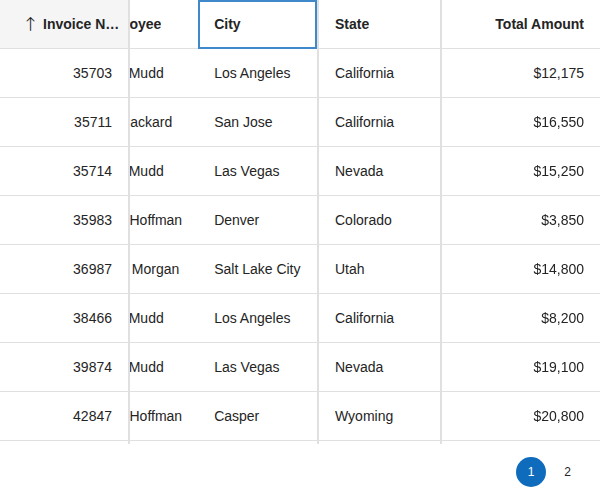 ↑ Invoice N... oyee City State Total Amount
35703 Mudd Los Angeles California $12,175
35711 ackard San Jose California $16,550
35714 Mudd Las Vegas Nevada $15,250
35983 Hoffman Denver Colorado $3,850
36987 Morgan Salt Lake City Utah $14,800
38466 Mudd Los Angeles California $8,200
39874 Mudd Las Vegas Nevada $19,100
42847 Hoffman Casper Wyoming $20,800
1 2